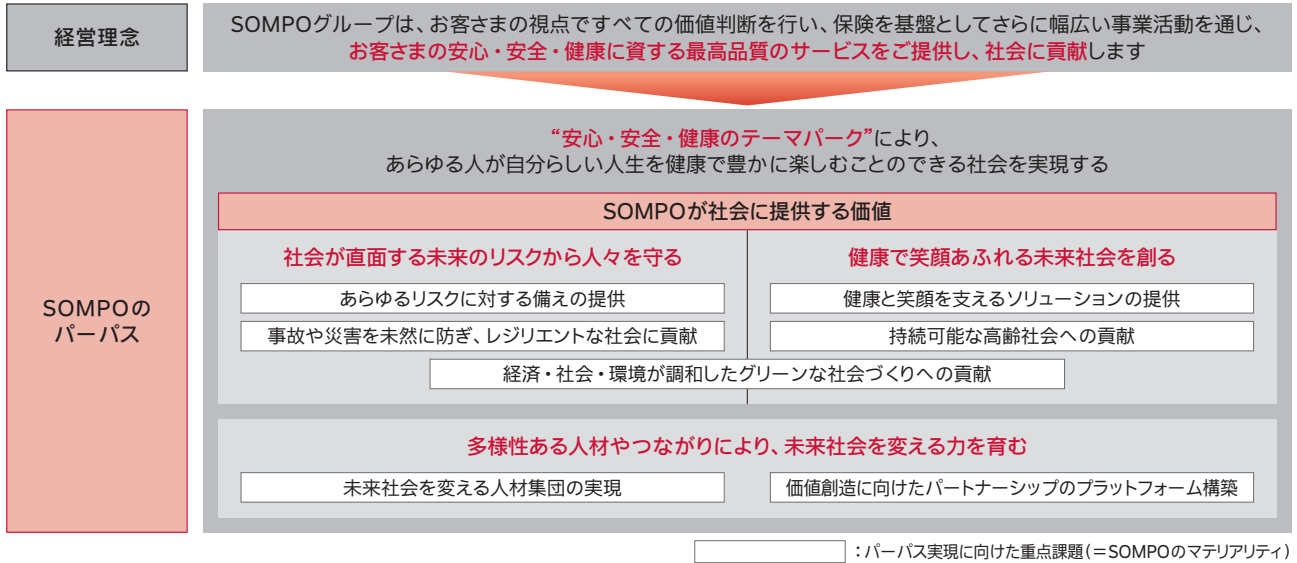 経営理念
SOMPOグループは、お客さまの視点ですべての価値判断を行い、保険を基盤としてさらに幅広い事業活動を通じ、
お客さまの安心・安全・健康に資する最高品質のサービスをご提供し、社会に貢献します
SOMPOの
パーパス
“安心・安全・健康のテーマパーク”により、
あらゆる人が自分らしい人生を健康で豊かに楽しむことのできる社会を実現する
SOMPOが社会に提供する価値
社会が直面する未来のリスクから人々を守る
あらゆるリスクに対する備えの提供
事故や災害を未然に防ぎ、レジリエントな社会に貢献
健康で笑顔あふれる未来社会を創る
健康と笑顔を支えるソリューションの提供
持続可能な高齢社会への貢献
経済・社会・環境が調和したグリーンな社会づくりへの貢献
多様性ある人材やつながりにより、未来社会を変える力を育む
未来社会を変える人材集団の実現
価値創造に向けたパートナーシップのプラットフォーム構築
：パーパス実現に向けた重点課題（＝SOMPOのマテリアリティ）